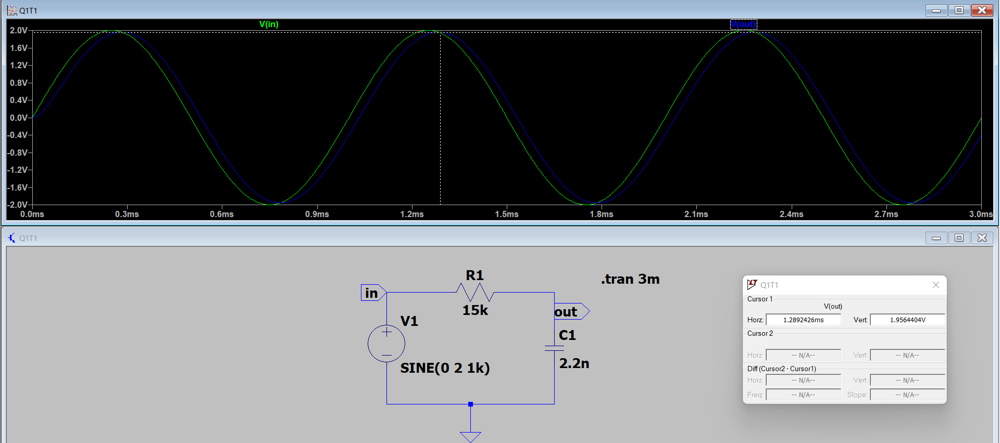 Q1T1
V(in) V(out)
2.0V
1.6V
1.2V
0.8V
0.4V
0.0V
-0.4V
-0.8V
-1.2V
-1.6V
-2.0V
0.0ms 0.3ms 0.6ms 0.9ms 1.2ms 1.5ms 1.8ms 2.1ms 2.4ms 2.7ms 3.0ms
Q1T1
R1
.tran 3m
in
15k
out
V1
C1
SINE(0 2 1k)
2.2n
Q1T1
Cursor 1
V(out)
Horz: 1.2892426ms Vert: 1.9564404V
Cursor 2
Horz: -- N/A-- Vert: -- N/A--
Diff (Cursor2 - Cursor1)
Horz: -- N/A-- Vert: -- N/A--
Freq: -- N/A-- Slope: -- N/A--